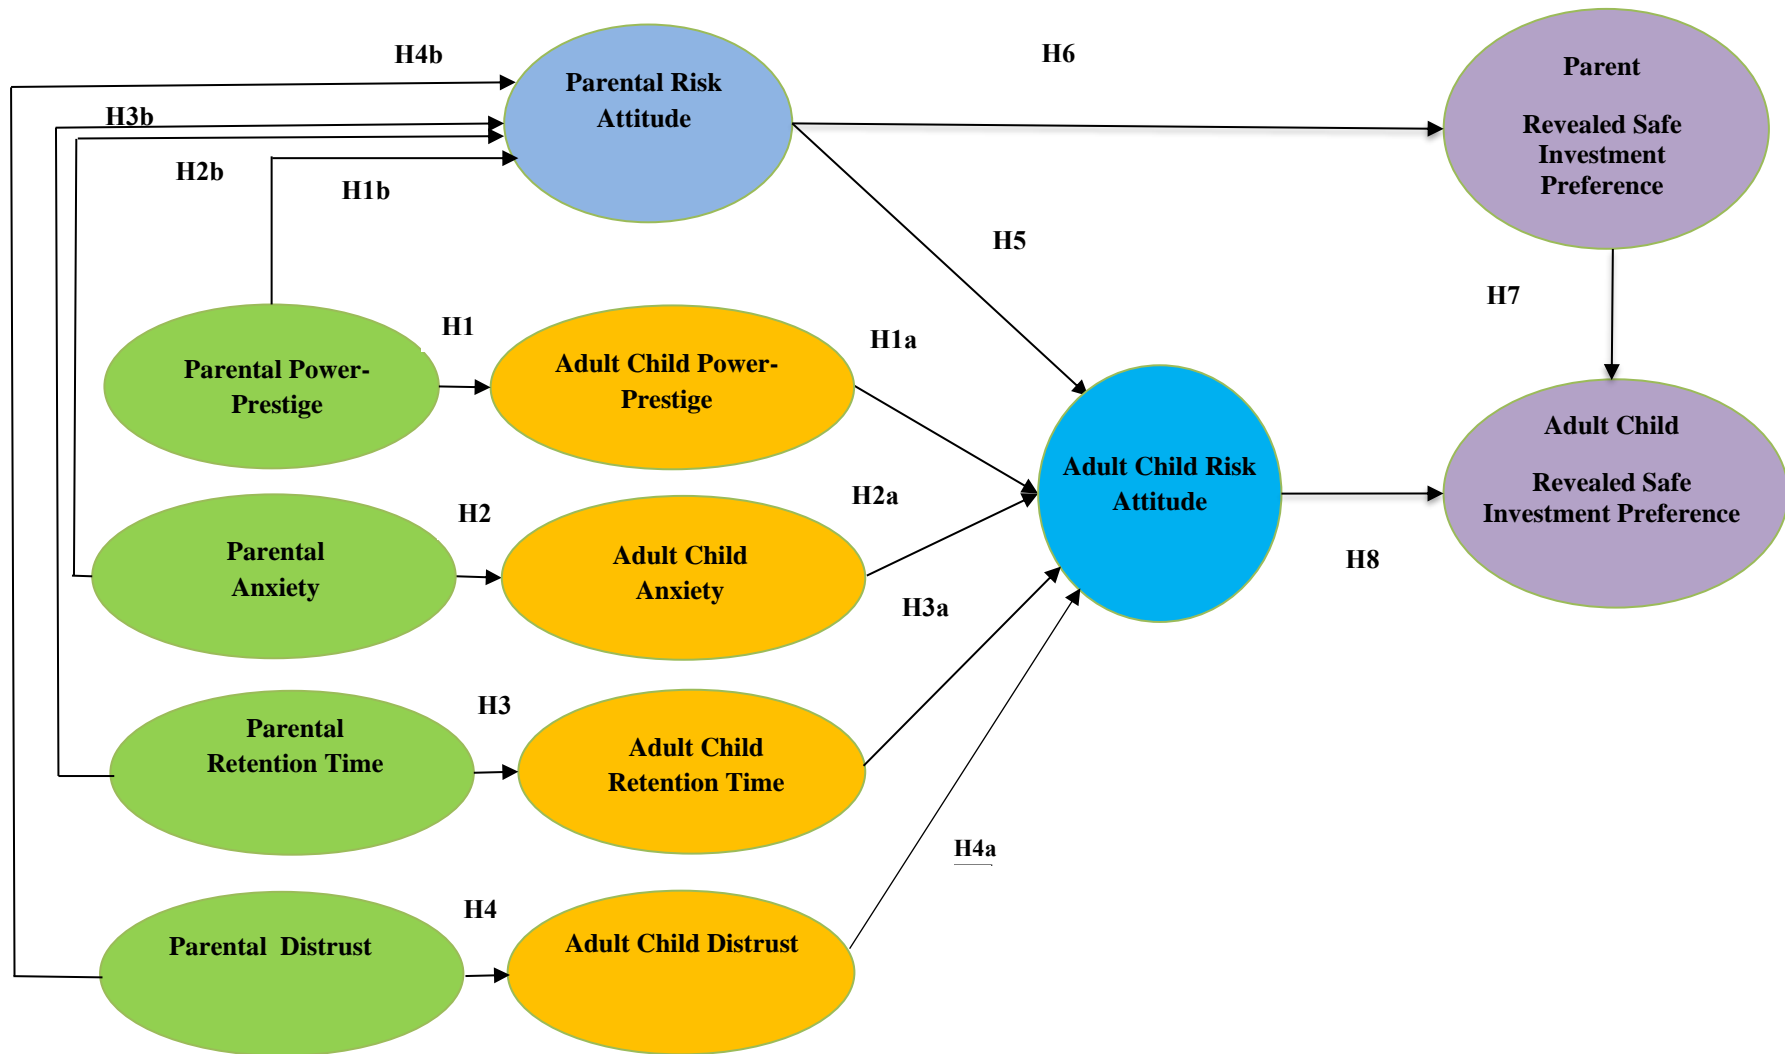 H4b
Parental Risk
Attitude
H6
Parent
Revealed Safe
Investment
Preference
H3b
H2b
H1b
H5
H7
Parental Power-
Prestige
H1
Adult Child Power-
Prestige
H1a
Adult Child Risk
Attitude
Adult Child
Revealed Safe
Investment Preference
H8
Parental
Anxiety
H2
Adult Child
Anxiety
H2a
H3a
Parental
Retention Time
H3
Adult Child
Retention Time
H4a
Parental Distrust
H4
Adult Child Distrust